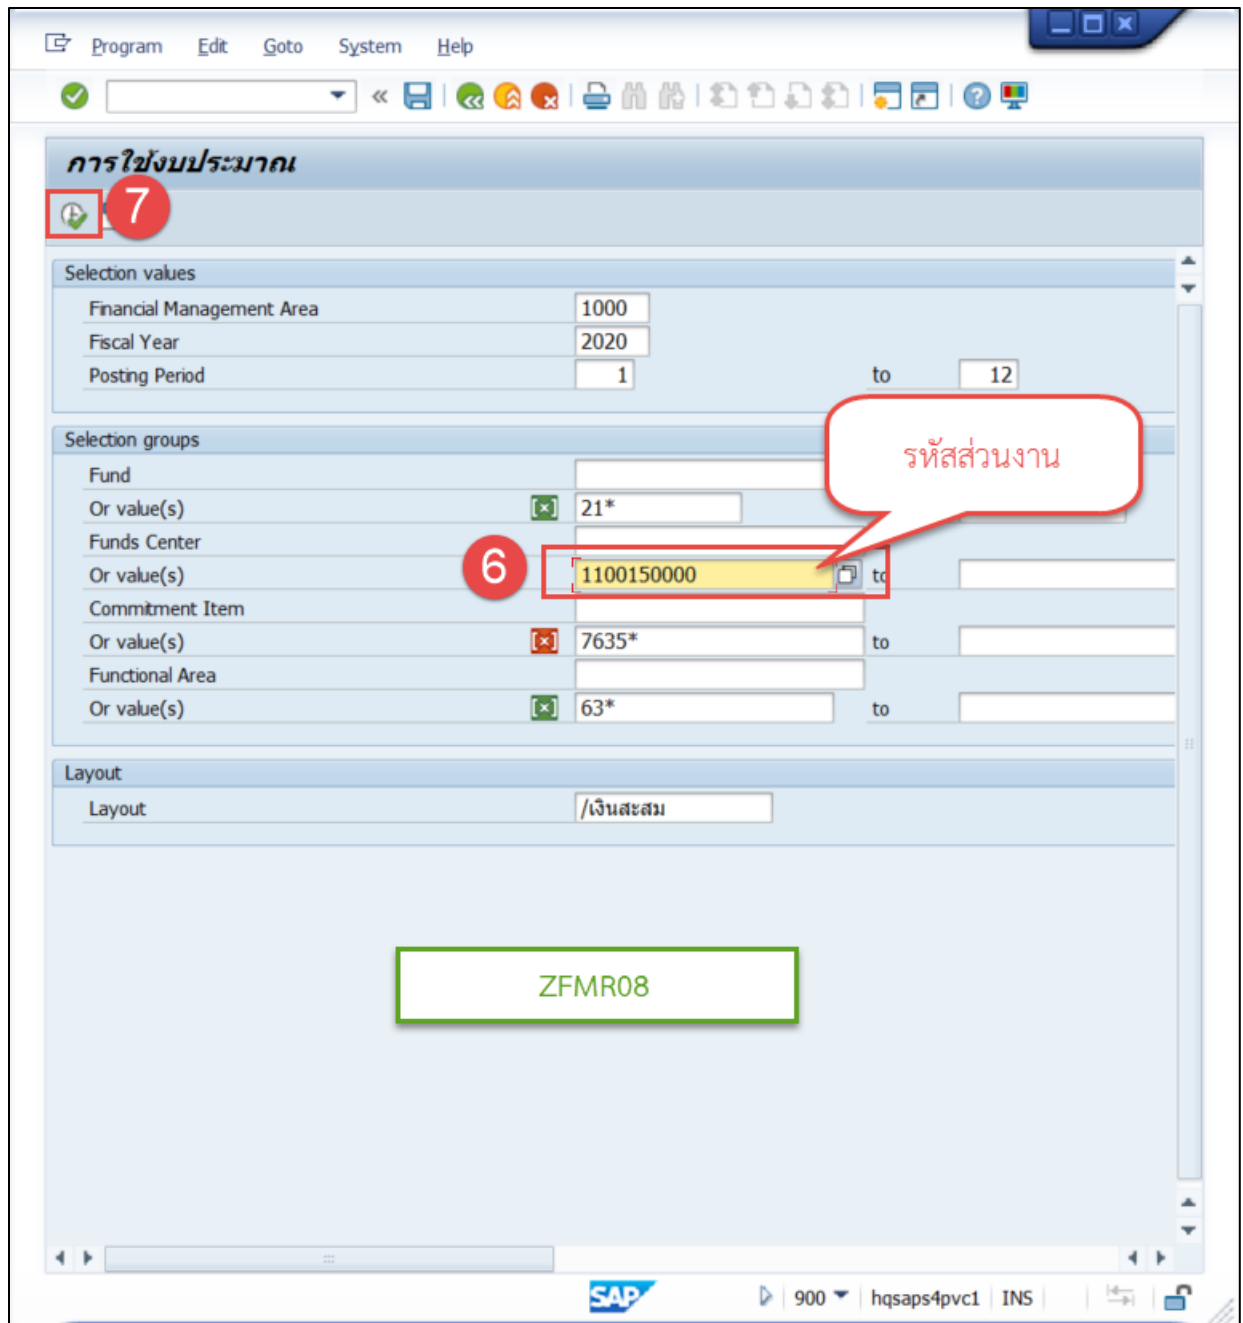 Program Edit Goto System Help
การใช้งบประมาณ
7
Selection values
Financial Management Area 1000
Fiscal Year 2020
Posting Period 1 to 12
Selection groups
รหัสส่วนงาน
Fund
Or value(s) 21*
Funds Center
6
Or value(s) 1100150000 to
Commitment Item
Or value(s) 7635* to
Functional Area
Or value(s) 63* to
Layout
Layout /เงินสะสม
ZFMR08
SAP 900 hqsaps4pvc1 INS